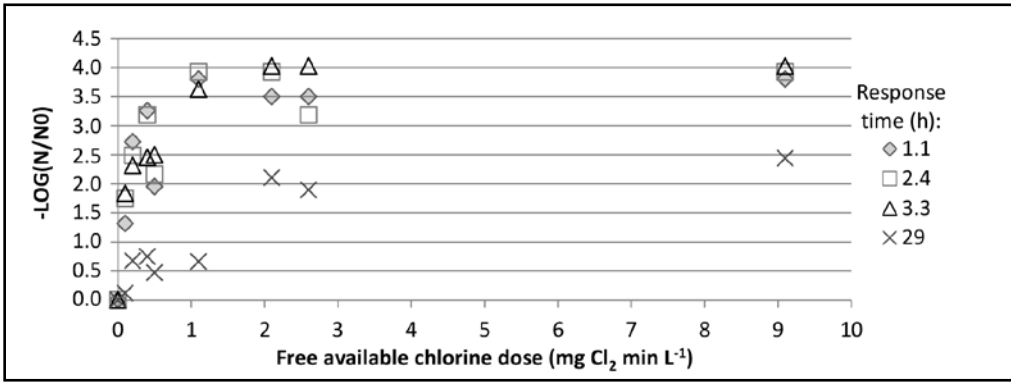 4.5
4.0
3.5
3.0
2.5
2.0
1.5
1.0
0.5
0.0
-LOG(N/N0)
0 1 2 3 4 5 6 7 8 9 10
Free available chlorine dose (mg Cl₂ min L⁻¹)
Response
time (h):
1.1
2.4
3.3
29